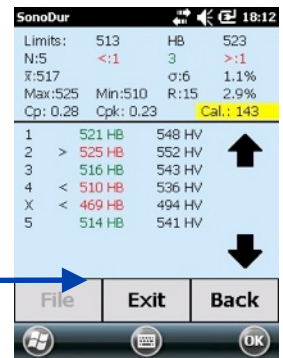 SonoDur 18:12
Limits: 513 HB 523
N:5 <:1 3 >:1
x̄:517 σ:6 1.1%
Max:525 Min:510 R:15 2.9%
Cp: 0.28 Cpk: 0.23 Cal.: 143
1 521 HB 548 HV
2 > 525 HB 552 HV
3 516 HB 543 HV
4 < 510 HB 536 HV
X < 469 HB 494 HV
5 514 HB 541 HV
File Exit Back
OK